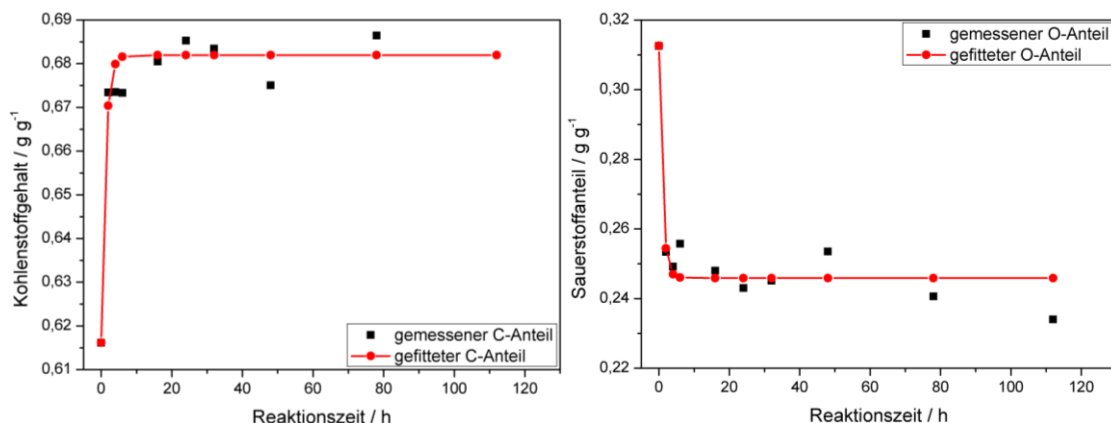 0,69
0,68
0,67
0,66
0,65
0,64
0,63
0,62
0,61
Kohlenstoffgehalt / g g⁻¹
gemessener C-Anteil
gefitteter C-Anteil
0 20 40 60 80 100 120
Reaktionszeit / h
0,32
0,30
0,28
0,26
0,24
0,22
Sauerstoffanteil / g g⁻¹
gemessener O-Anteil
gefitteter O-Anteil
0 20 40 60 80 100 120
Reaktionszeit / h